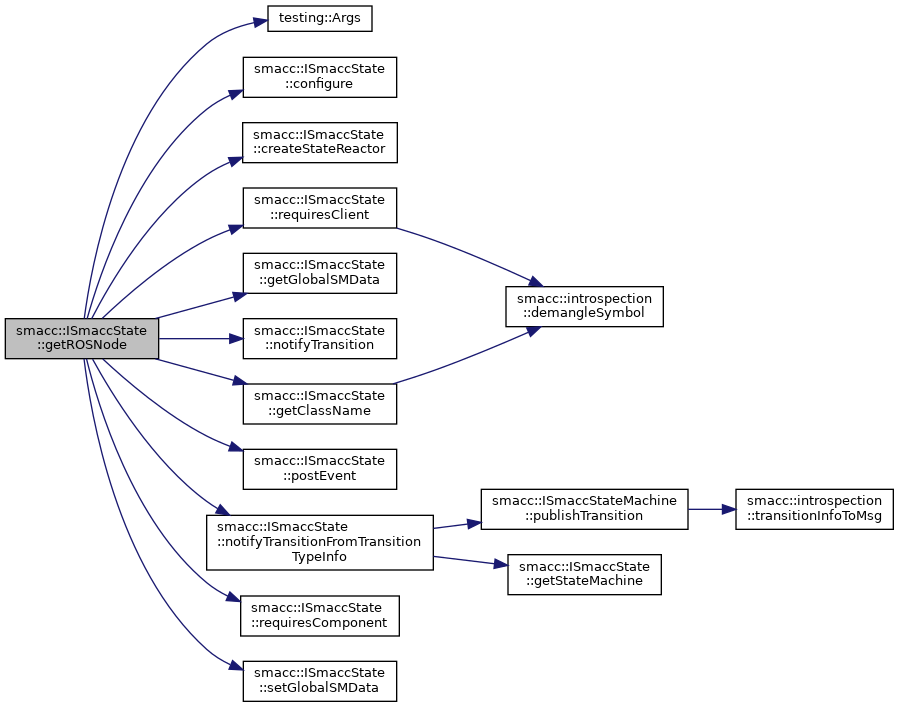 testing::Args
smacc::ISmaccState
::configure
smacc::ISmaccState
::createStateReactor
smacc::ISmaccState
::requiresClient
smacc::ISmaccState
::getGlobalSMData
smacc::introspection
::demangleSymbol
smacc::ISmaccState
::getROSNode
smacc::ISmaccState
::notifyTransition
smacc::ISmaccState
::getClassName
smacc::ISmaccState
::postEvent
smacc::ISmaccState
::notifyTransitionFromTransition
TypeInfo
smacc::ISmaccStateMachine
::publishTransition
smacc::introspection
::transitionInfoToMsg
smacc::ISmaccState
::getStateMachine
smacc::ISmaccState
::requiresComponent
smacc::ISmaccState
::setGlobalSMData